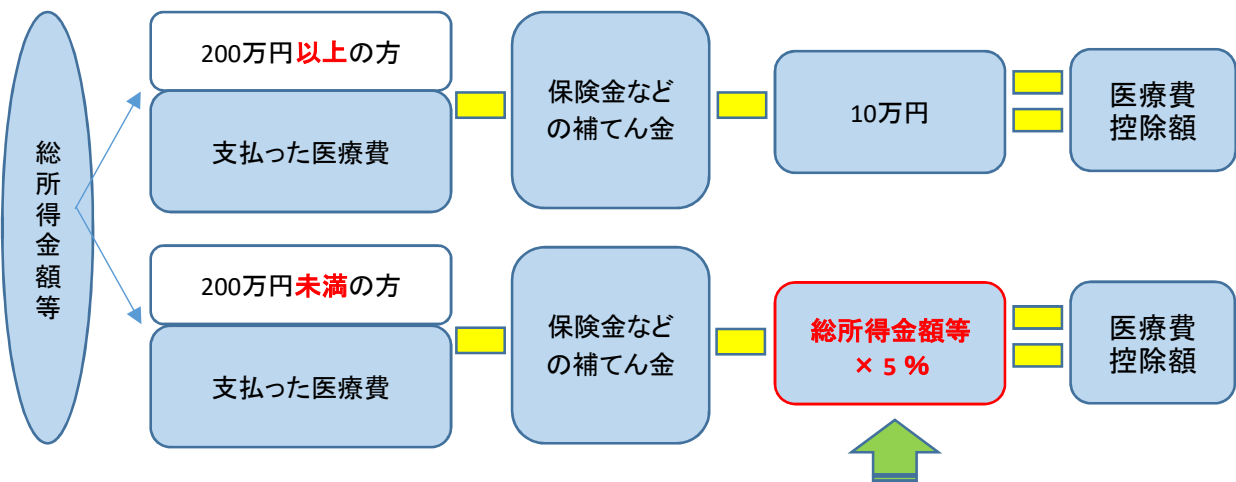 総所得金額等
200万円以上の方
支払った医療費
保険金など
の補てん金
10万円
医療費
控除額
200万円未満の方
支払った医療費
保険金など
の補てん金
総所得金額等
×5%
医療費
控除額